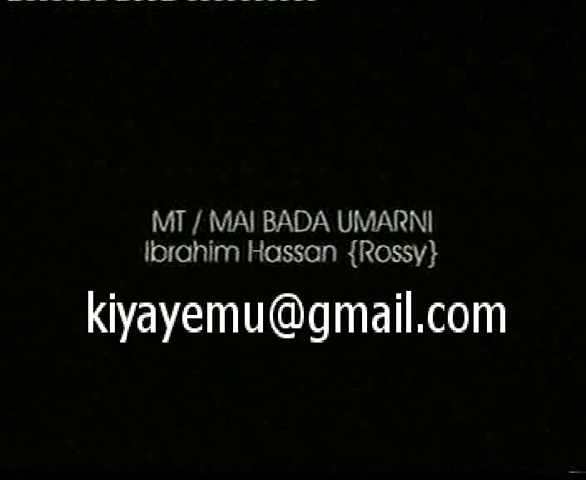 MT / MAI BADA UMARNI
Ibrahim Hassan {Rossy}
kiyayemu@gmail.com